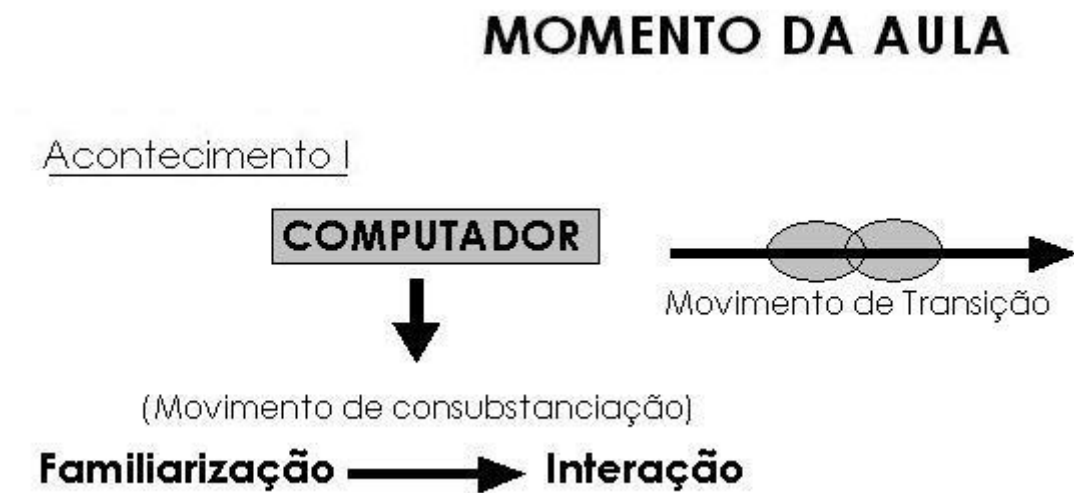 MOMENTO DA AULA
Acontecimento I
COMPUTADOR
Movimento de Transição
(Movimento de consubstanciação)
Familiarização Interação